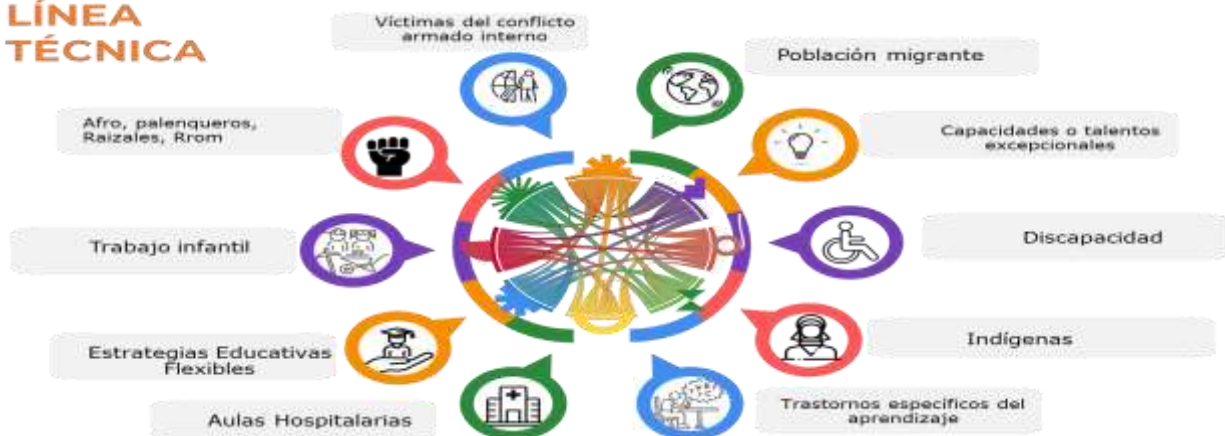 LÍNEA
TÉCNICA
Víctimas del conflicto
armado interno
Población migrante
Afro, palenqueros,
Raizales, Rrom
Capacidades o talentos
excepcionales
Trabajo infantil
Discapacidad
Estrategias Educativas
Flexibles
Indígenas
Aulas Hospitalarias
Trastornos específicos del
aprendizaje